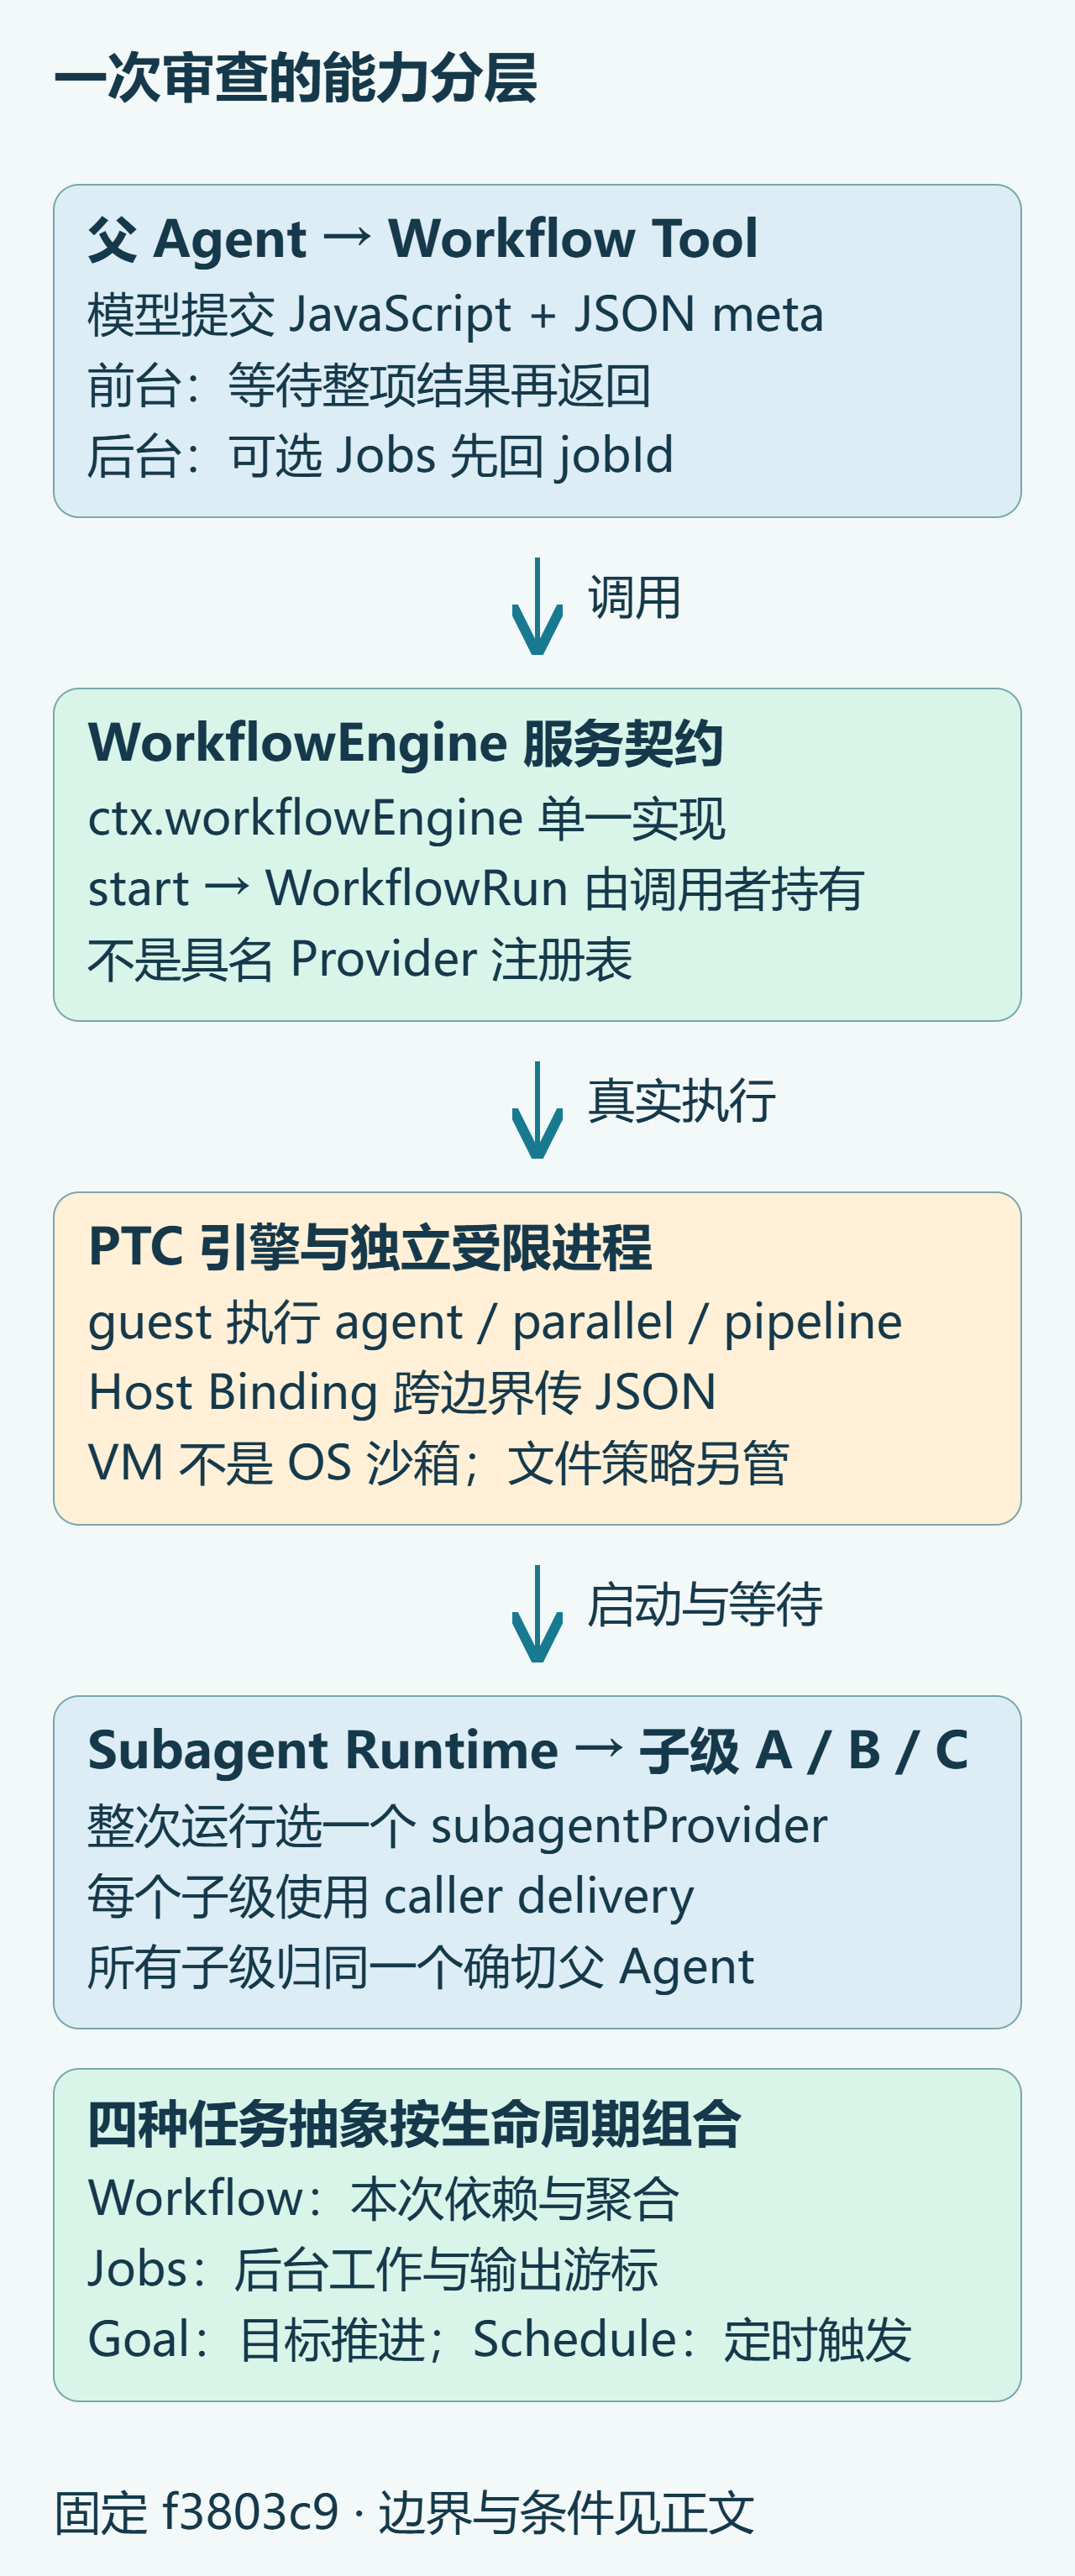 一次审查的能力分层
父 Agent → Workflow Tool
模型提交 JavaScript + JSON meta
前台：等待整项结果再返回
后台：可选 Jobs 先回 jobId
调用
WorkflowEngine 服务契约
ctx.workflowEngine 单一实现
start → WorkflowRun 由调用者持有
不是具名 Provider 注册表
真实执行
PTC 引擎与独立受限进程
guest 执行 agent / parallel / pipeline
Host Binding 跨边界传 JSON
VM 不是 OS 沙箱；文件策略另管
启动与等待
Subagent Runtime → 子级 A / B / C
整次运行选一个 subagentProvider
每个子级使用 caller delivery
所有子级归同一个确切父 Agent
四种任务抽象按生命周期组合
Workflow：本次依赖与聚合
Jobs：后台工作与输出游标
Goal：目标推进；Schedule：定时触发
固定 f3803c9 · 边界与条件见正文